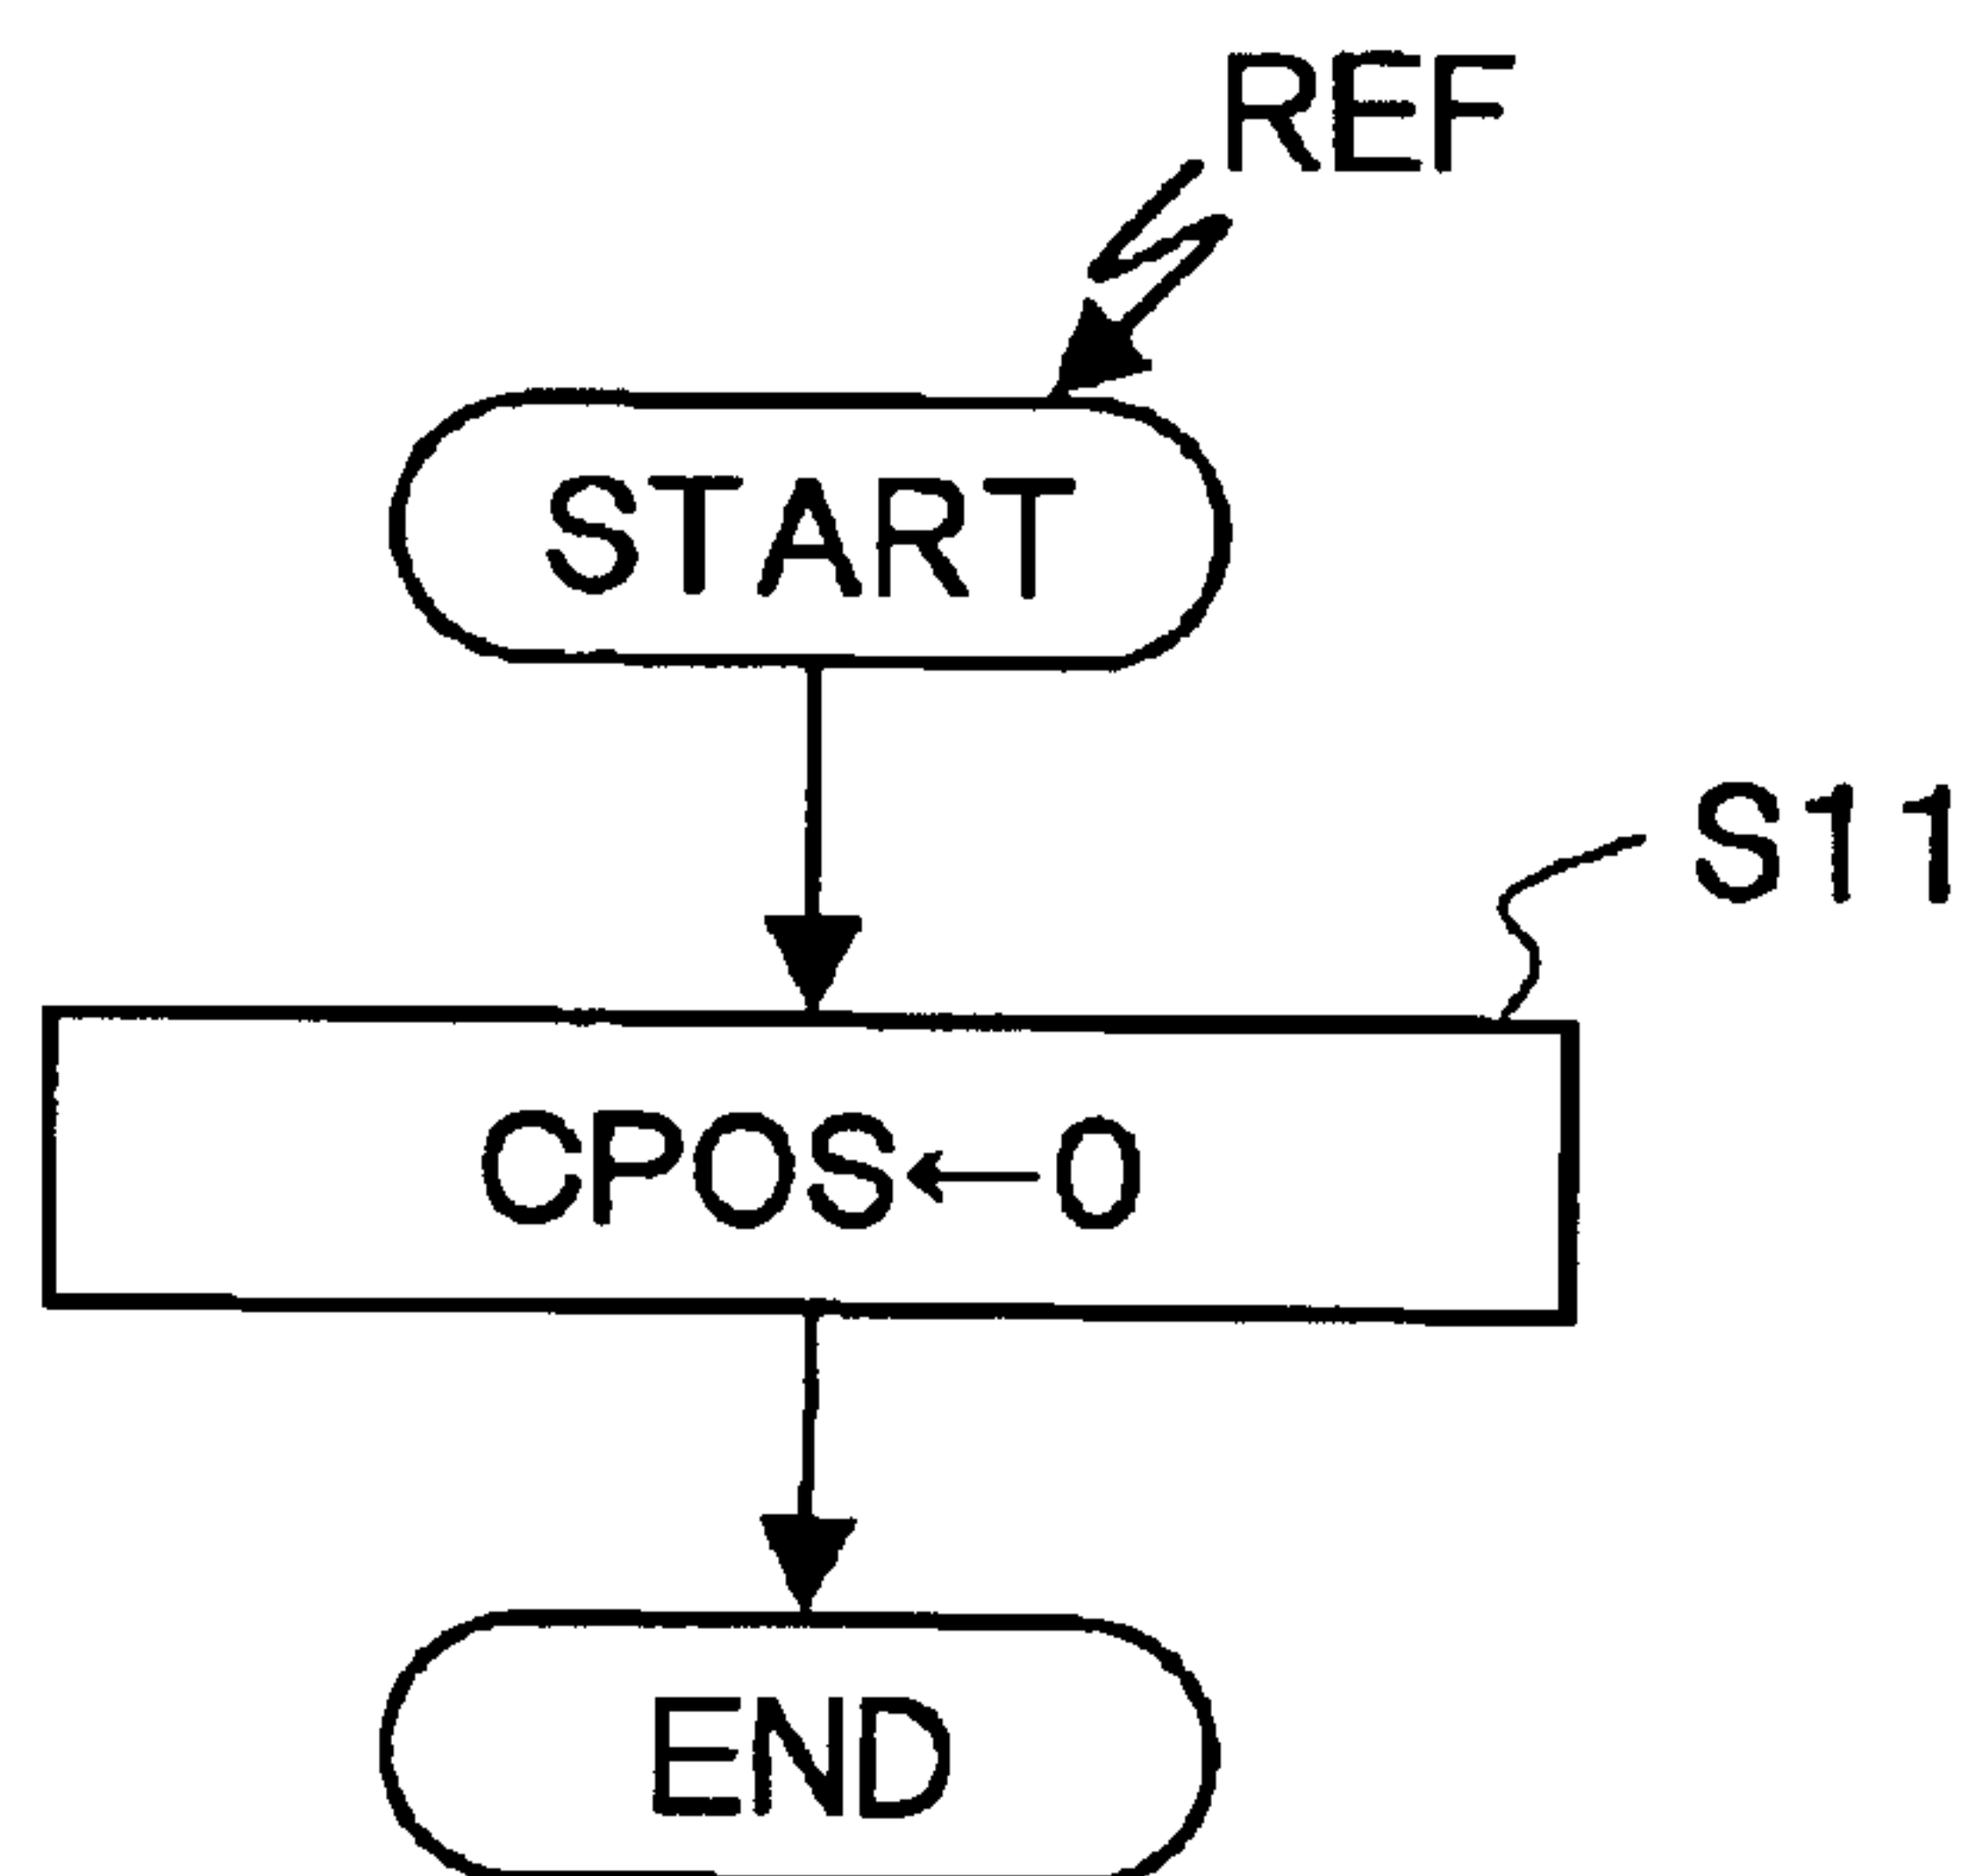 REF
START
S11
CPOS←0
END